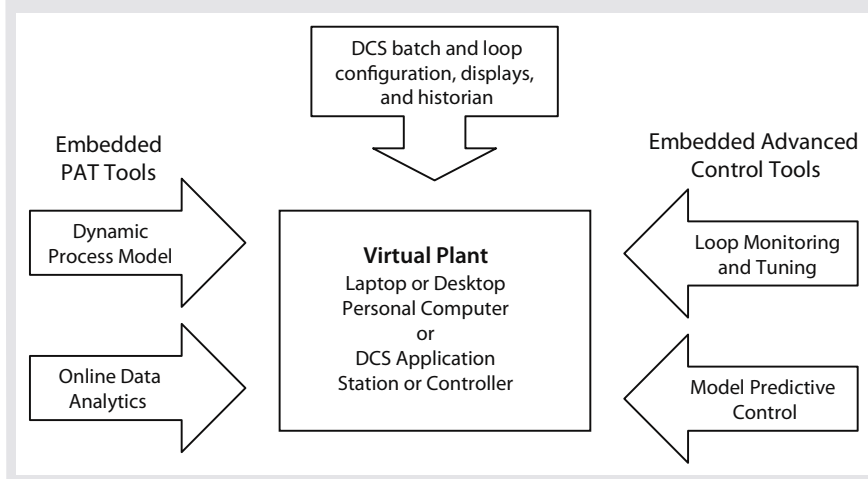 DCS batch and loop
configuration, displays,
and historian
Embedded
PAT Tools
Embedded Advanced
Control Tools
Dynamic
Process Model
Virtual Plant
Laptop or Desktop
Personal Computer
or
DCS Application
Station or Controller
Loop Monitoring
and Tuning
Online Data
Analytics
Model Predictive
Control